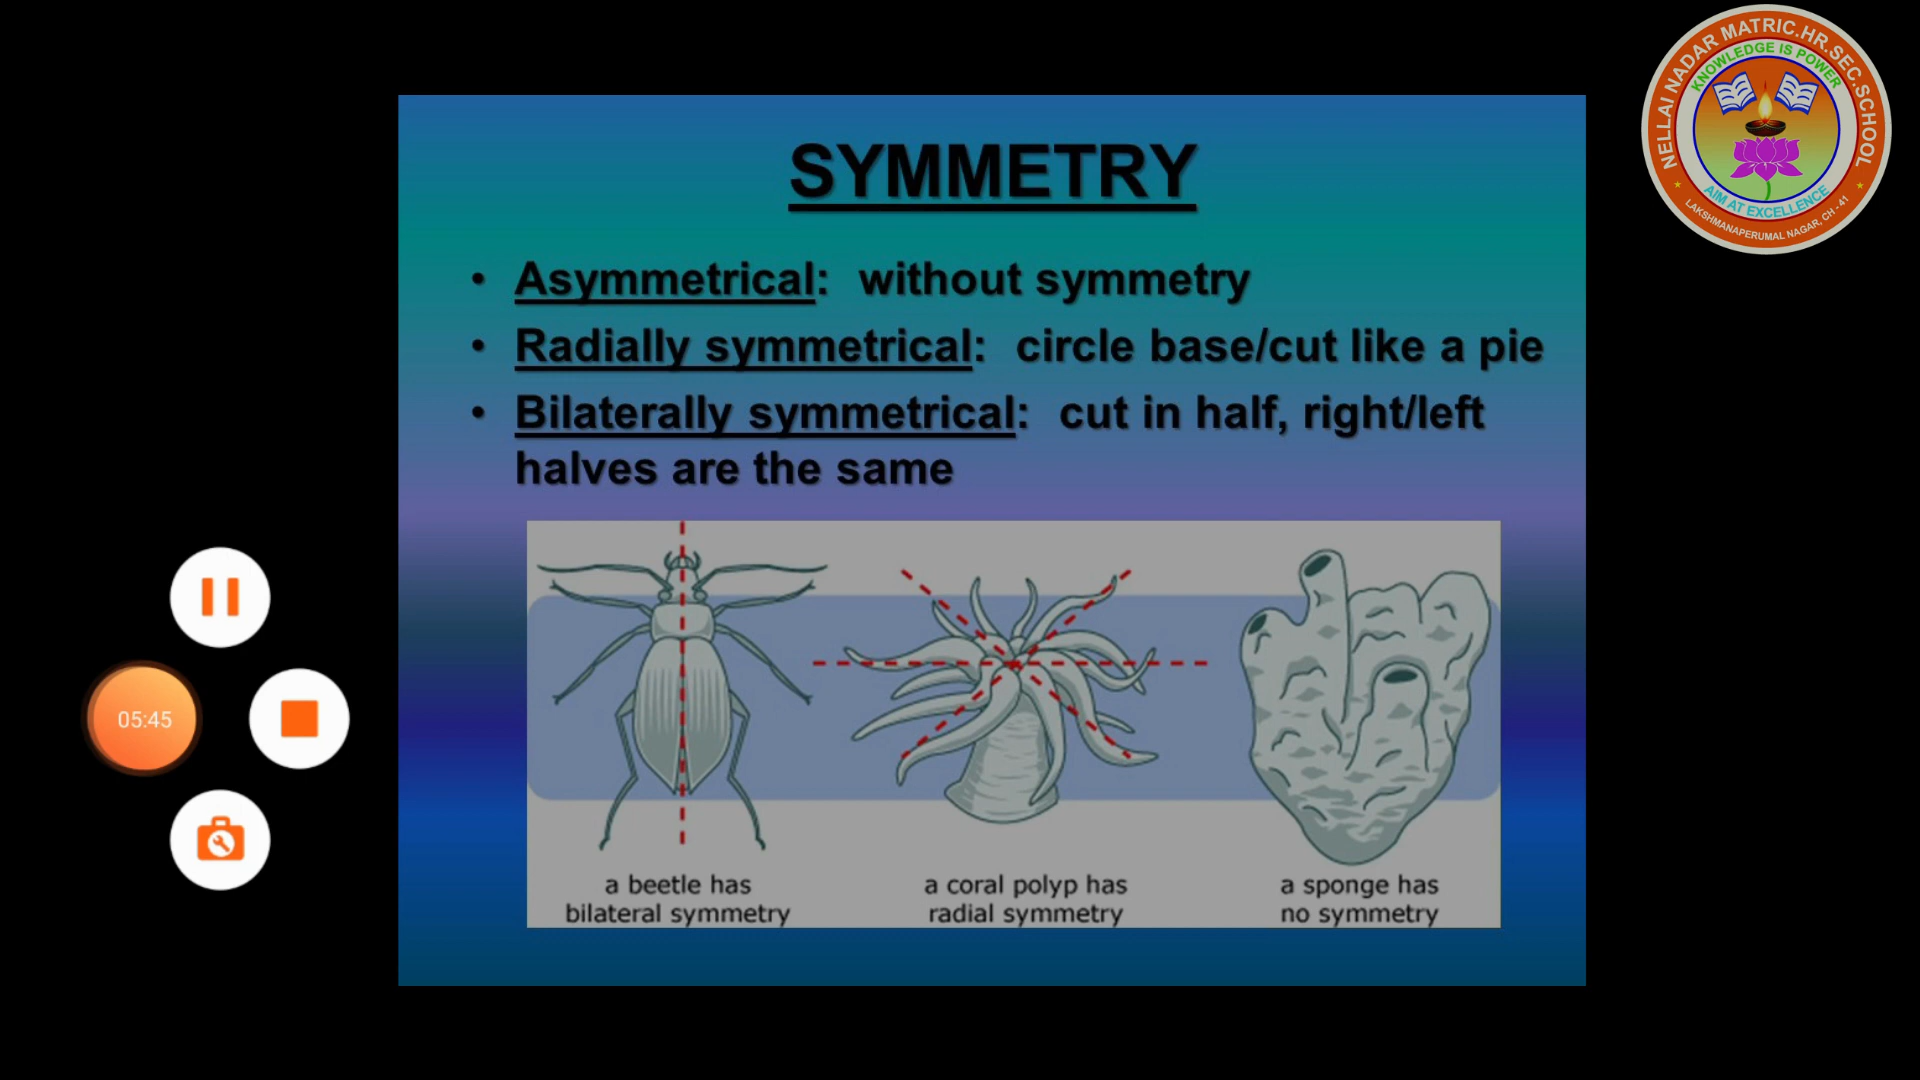 SYMMETRY
• Asymmetrical: without symmetry
• Radially symmetrical: circle base/cut like a pie
• Bilaterally symmetrical: cut in half, right/left
halves are the same
a beetle has
bilateral symmetry
a coral polyp has
radial symmetry
a sponge has
no symmetry
05:45
NELLAI NADAR MATRIC.HR.SEC.SCHOOL
KNOWLEDGE IS POWER
AIM AT EXCELLENCE
LAKSHMANAPERUMAL NAGAR, CH - 41